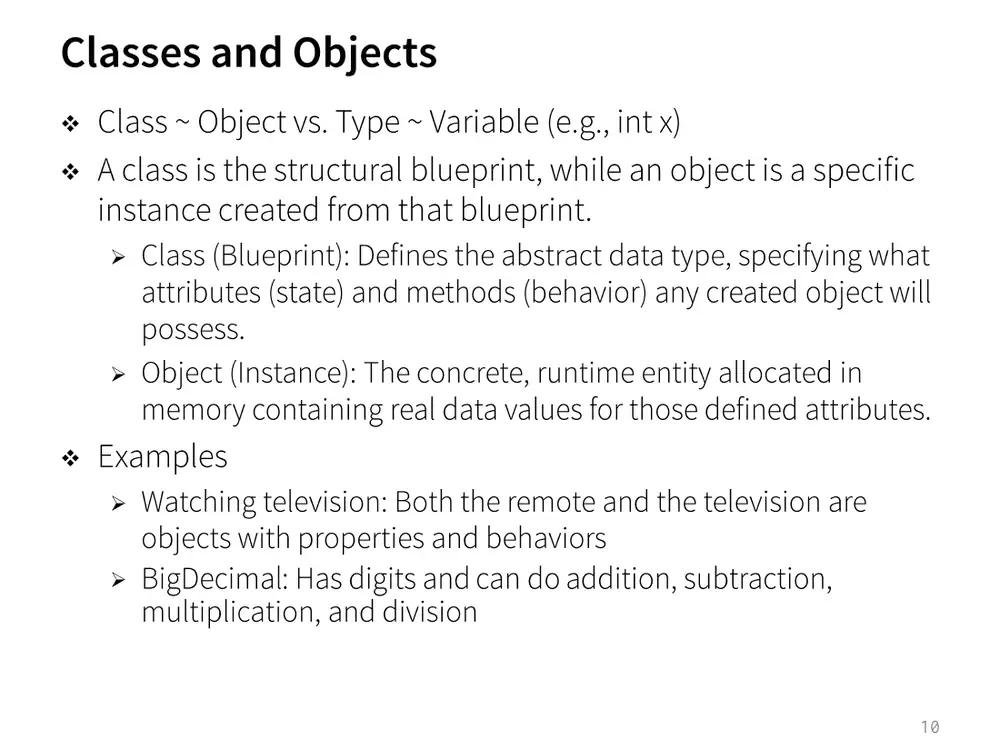 Classes and Objects
❖ Class ~ Object vs. Type ~ Variable (e.g., int x)
❖ A class is the structural blueprint, while an object is a specific
instance created from that blueprint.
➢ Class (Blueprint): Defines the abstract data type, specifying what
attributes (state) and methods (behavior) any created object will
possess.
➢ Object (Instance): The concrete, runtime entity allocated in
memory containing real data values for those defined attributes.
❖ Examples
➢ Watching television: Both the remote and the television are
objects with properties and behaviors
➢ BigDecimal: Has digits and can do addition, subtraction,
multiplication, and division
10